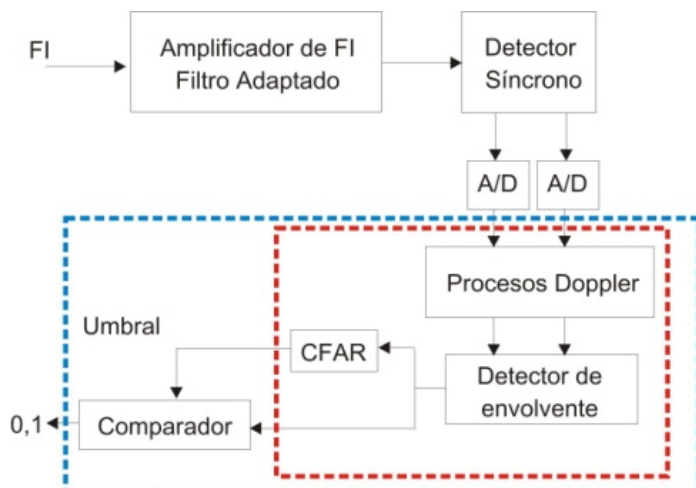 FI
Amplificador de FI
Filtro Adaptado
Detector
Síncrono
A/D
A/D
Procesos Doppler
Umbral
CFAR
Detector de
envolvente
0,1
Comparador